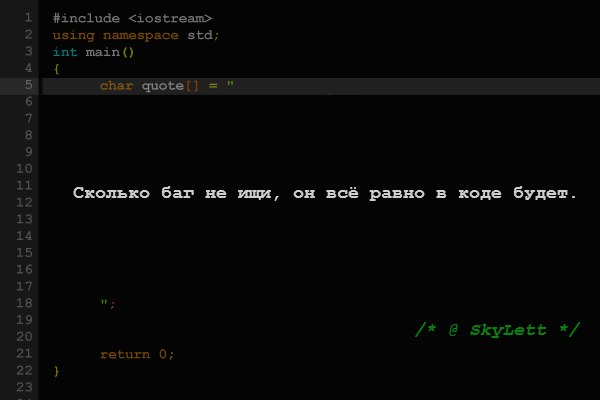 1 #include <iostream>
2 using namespace std;
3 int main()
4 {
5 char quote[] = "
6
7
8
9
10
11 Сколько баг не ищи, он всё равно в коде будет.
12
13
14
15
16
17
18 ";
19
20 /* @ SkyLett */
21 return 0;
22 }
23